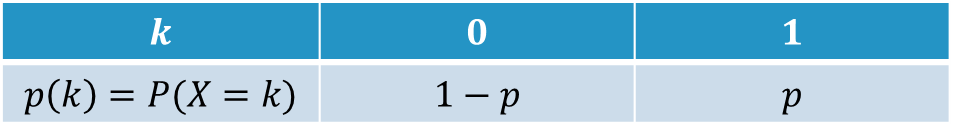 k 0 1
p(k) = P(X = k) 1 − p p